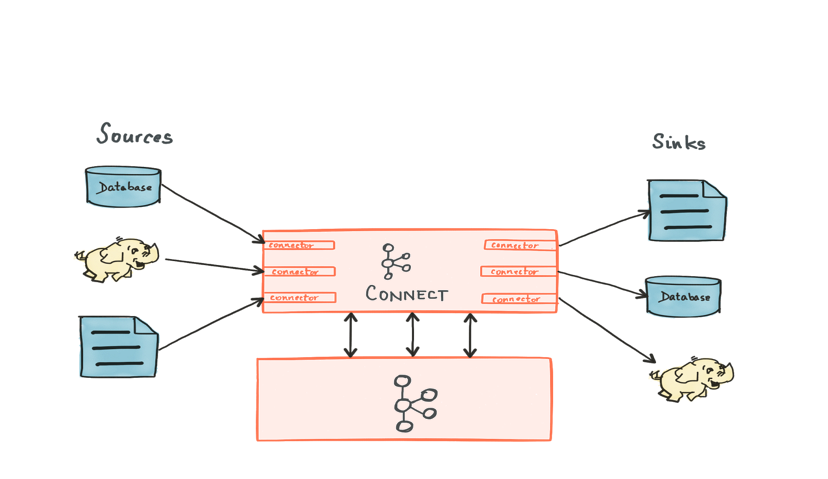 Sources
Sinks
Database
connector
connector
connector
connector
connector
connector
CONNECT
Database